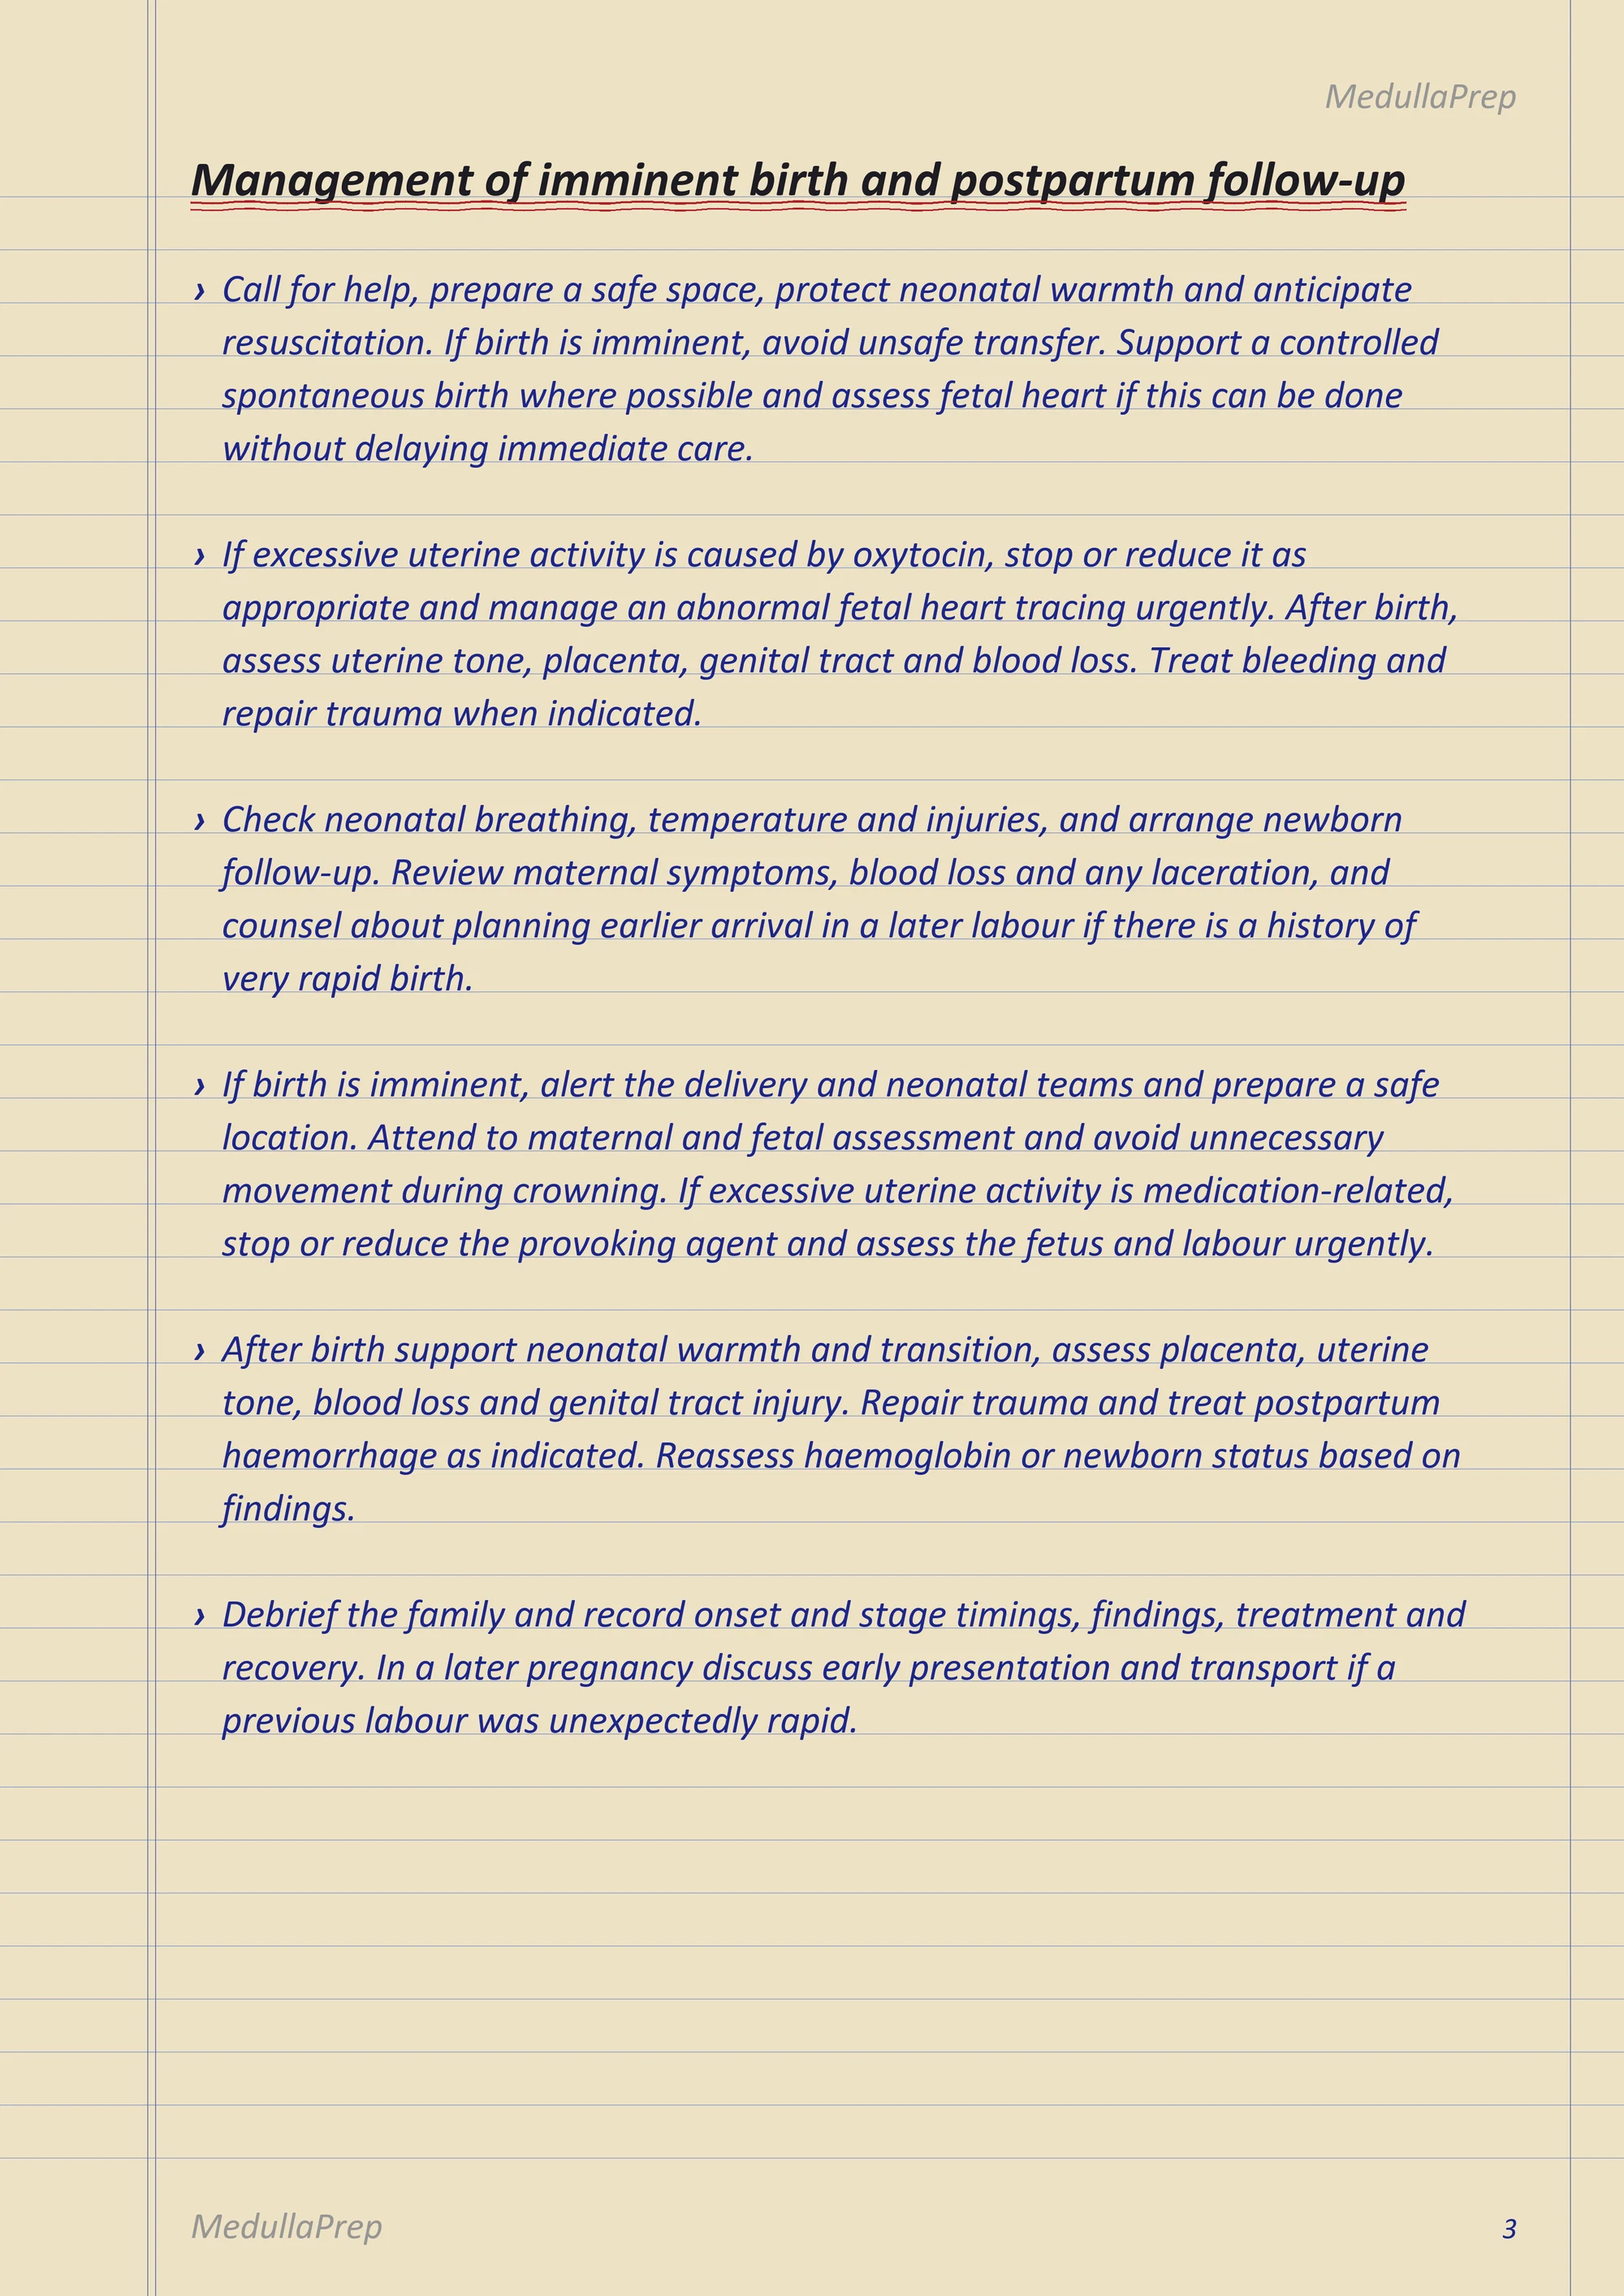 MedullaPrep
Management of imminent birth and postpartum follow-up
› Call for help, prepare a safe space, protect neonatal warmth and anticipate
resuscitation. If birth is imminent, avoid unsafe transfer. Support a controlled
spontaneous birth where possible and assess fetal heart if this can be done
without delaying immediate care.
› If excessive uterine activity is caused by oxytocin, stop or reduce it as
appropriate and manage an abnormal fetal heart tracing urgently. After birth,
assess uterine tone, placenta, genital tract and blood loss. Treat bleeding and
repair trauma when indicated.
› Check neonatal breathing, temperature and injuries, and arrange newborn
follow-up. Review maternal symptoms, blood loss and any laceration, and
counsel about planning earlier arrival in a later labour if there is a history of
very rapid birth.
› If birth is imminent, alert the delivery and neonatal teams and prepare a safe
location. Attend to maternal and fetal assessment and avoid unnecessary
movement during crowning. If excessive uterine activity is medication-related,
stop or reduce the provoking agent and assess the fetus and labour urgently.
› After birth support neonatal warmth and transition, assess placenta, uterine
tone, blood loss and genital tract injury. Repair trauma and treat postpartum
haemorrhage as indicated. Reassess haemoglobin or newborn status based on
findings.
› Debrief the family and record onset and stage timings, findings, treatment and
recovery. In a later pregnancy discuss early presentation and transport if a
previous labour was unexpectedly rapid.
MedullaPrep
3